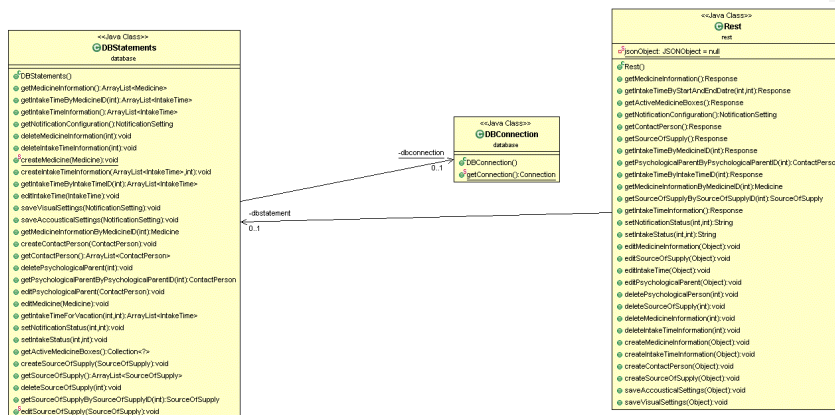 <<Java Class>>
DBStatements
database
DBStatements()
getMedicineInformation():ArrayList<Medicine>
getIntakeTimeByMedicineID(int):ArrayList<IntakeTime>
getIntakeTimeInformation():ArrayList<IntakeTime>
getNotificationConfiguration():NotificationSetting
deleteMedicineInformation(int):void
deleteIntakeTimeInformation(int):void
createMedicine(Medicine):void
createIntakeTimeInformation(ArrayList<IntakeTime>,int):void
getIntakeTimeByIntakeTimeID(int):ArrayList<IntakeTime>
editIntakeTime(IntakeTime):void
saveVisualSettings(NotificationSetting):void
saveAccousticalSettings(NotificationSetting):void
getMedicineInformationByMedicineID(int):Medicine
createContactPerson(ContactPerson):void
getContactPerson():ArrayList<ContactPerson>
deletePsychologicalParent(int):void
getPsychologicalParentByPsychologicalParentID(int):ContactPerson
editPsychologicalParent(ContactPerson):void
editMedicine(Medicine):void
getIntakeTimeForVacation(int,int):ArrayList<IntakeTime>
setNotificationStatus(int,int):void
setIntakeStatus(int,int):void
getActiveMedicineBoxes():Collection<?>
createSourceOfSupply(SourceOfSupply):void
getSourceOfSupply():ArrayList<SourceOfSupply>
deleteSourceOfSupply(int):void
getSourceOfSupplyBySourceOfSupplyID(int):SourceOfSupply
editSourceOfSupply(SourceOfSupply):void
-dbconnection
0..1
-dbstatement
0..1
<<Java Class>>
DBConnection
database
DBConnection()
getConnection():Connection
<<Java Class>>
Rest
rest
jsonObject: JSONObject = null
Rest()
getMedicineInformation():Response
getIntakeTimeByStartAndEndDatre(int,int):Response
getActiveMedicineBoxes():Response
getNotificationConfiguration():NotificationSetting
getContactPerson():Response
getSourceOfSupply():Response
getIntakeTimeByMedicineID(int):Response
getPsychologicalParentByPsychologicalParentID(int):ContactPerso
getIntakeTimeByIntakeTimeID(int):Response
getMedicineInformationByMedicineID(int):Medicine
getSourceOfSupplyBySourceOfSupplyID(int):SourceOfSupply
getIntakeTimeInformation():Response
setNotificationStatus(int,int):String
setIntakeStatus(int,int):String
editMedicineInformation(Object):void
editSourceOfSupply(Object):void
editIntakeTime(Object):void
editPsychologicalParent(Object):void
deletePsychologicalPerson(int):void
deleteSourceOfSupply(int):void
deleteMedicineInformation(int):void
deleteIntakeTimeInformation(int):void
createMedicineInformation(Object):void
createIntakeTimeInformation(Object):void
createContactPerson(Object):void
createSourceOfSupply(Object):void
saveAccousticalSettings(Object):void
saveVisualSettings(Object):void